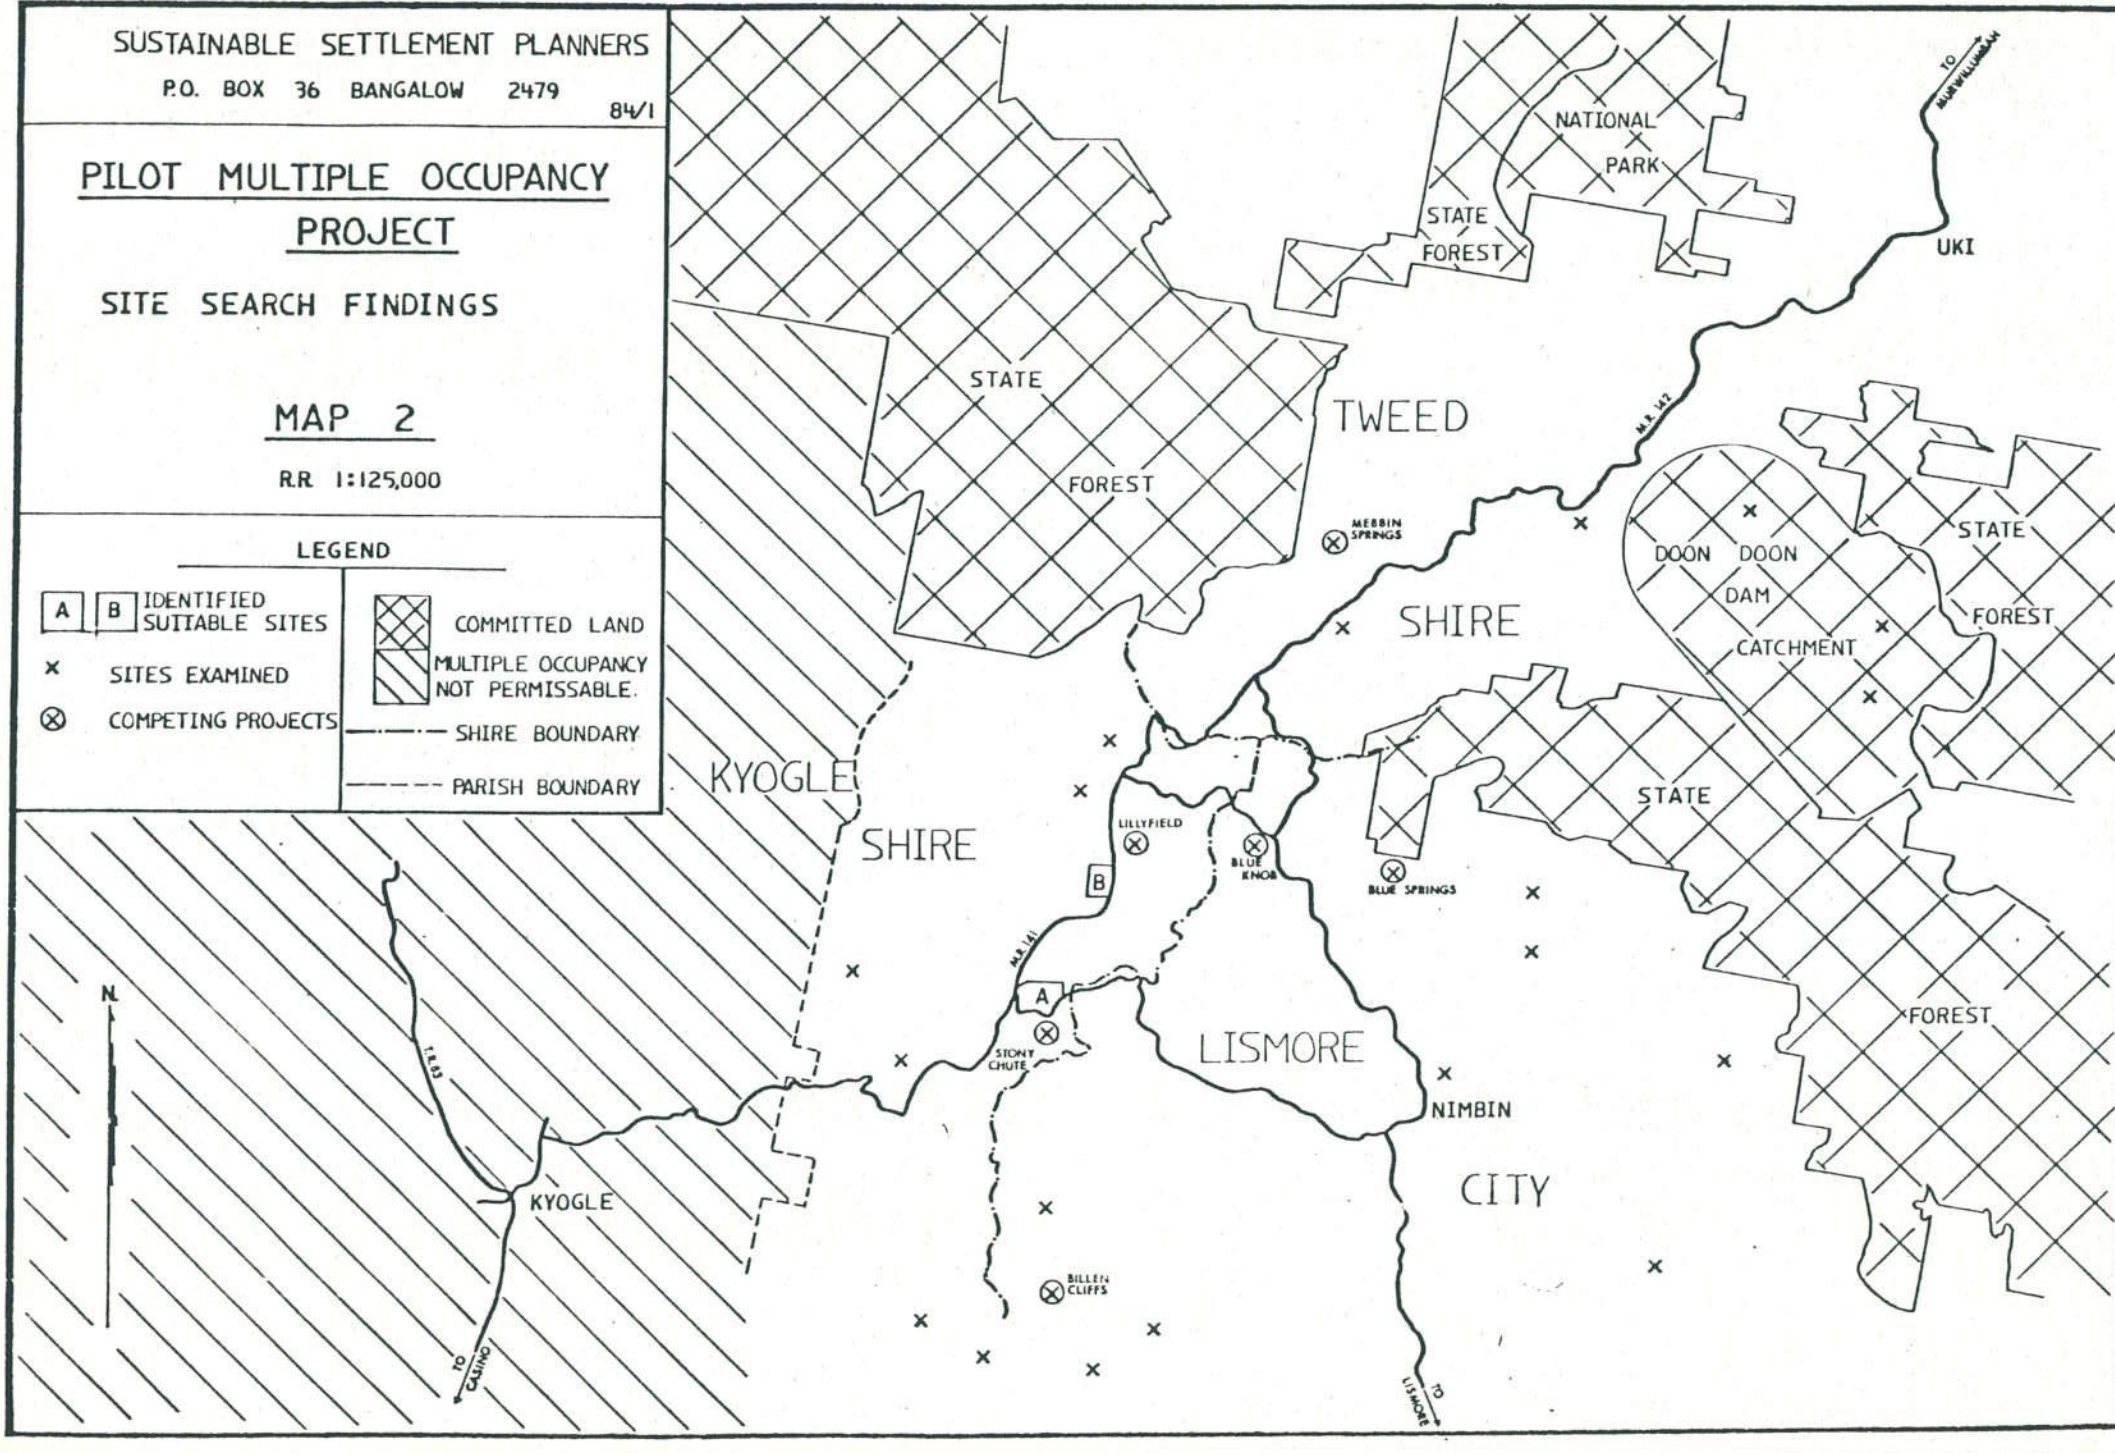 SUSTAINABLE SETTLEMENT PLANNERS
P.O. BOX 36 BANGALOW 2479
84/1
PILOT MULTIPLE OCCUPANCY
PROJECT
SITE SEARCH FINDINGS
MAP 2
R.R 1:125,000
LEGEND
A B IDENTIFIED
SUITABLE SITES
x SITES EXAMINED
COMPETING PROJECTS
COMMITTED LAND
MULTIPLE OCCUPANCY
NOT PERMISSABLE.
SHIRE BOUNDARY
PARISH BOUNDARY
TO
MURWILLUMBAH
NATIONAL
PARK
STATE
FOREST
UKI
STATE
FOREST
TWEED
SHIRE
M.R. 142
MEBBIN
SPRINGS
DOON DOON
DAM
CATCHMENT
STATE
FOREST
KYOGLE
SHIRE
LILLYFIELD
BLUE
KNOB
BLUE SPRINGS
STATE
FOREST
B
M.R. 141
A
STONY
CHUTE
LISMORE
CITY
NIMBIN
N.
T.R.83
KYOGLE
BILLEN
CLIFFS
TO
CASINO
TO
LISMORE